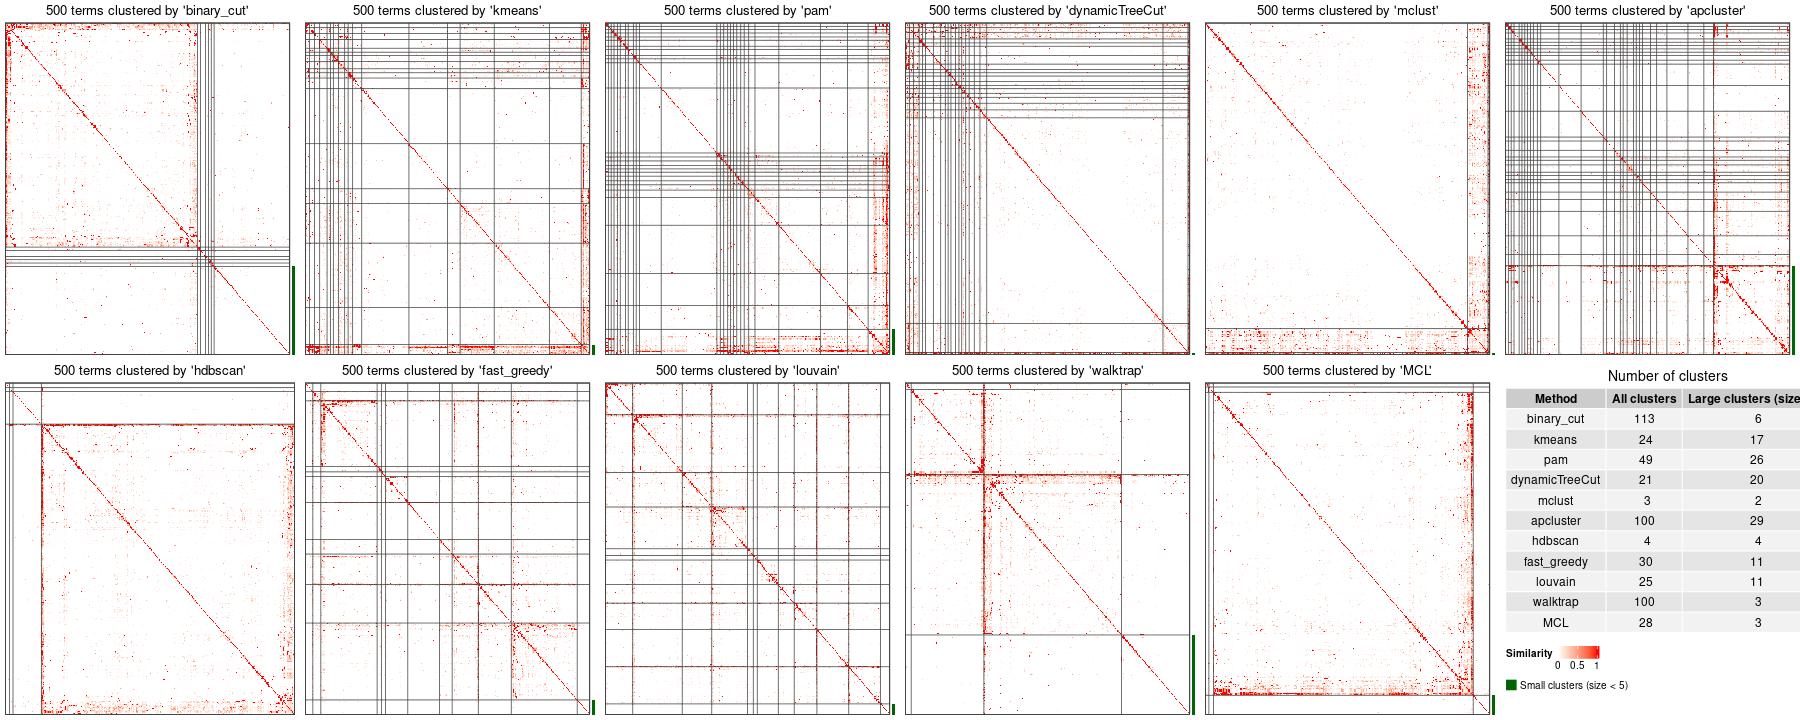 500 terms clustered by 'binary_cut'
500 terms clustered by 'kmeans'
500 terms clustered by 'pam'
500 terms clustered by 'dynamicTreeCut'
500 terms clustered by 'mclust'
500 terms clustered by 'apcluster'
500 terms clustered by 'hdbscan'
500 terms clustered by 'fast_greedy'
500 terms clustered by 'louvain'
500 terms clustered by 'walktrap'
500 terms clustered by 'MCL'
Number of clusters
Method All clusters Large clusters (size
binary_cut 113 6
kmeans 24 17
pam 49 26
dynamicTreeCut 21 20
mclust 3 2
apcluster 100 29
hdbscan 4 4
fast_greedy 30 11
louvain 25 11
walktrap 100 3
MCL 28 3
Similarity
0 0.5 1
Small clusters (size < 5)